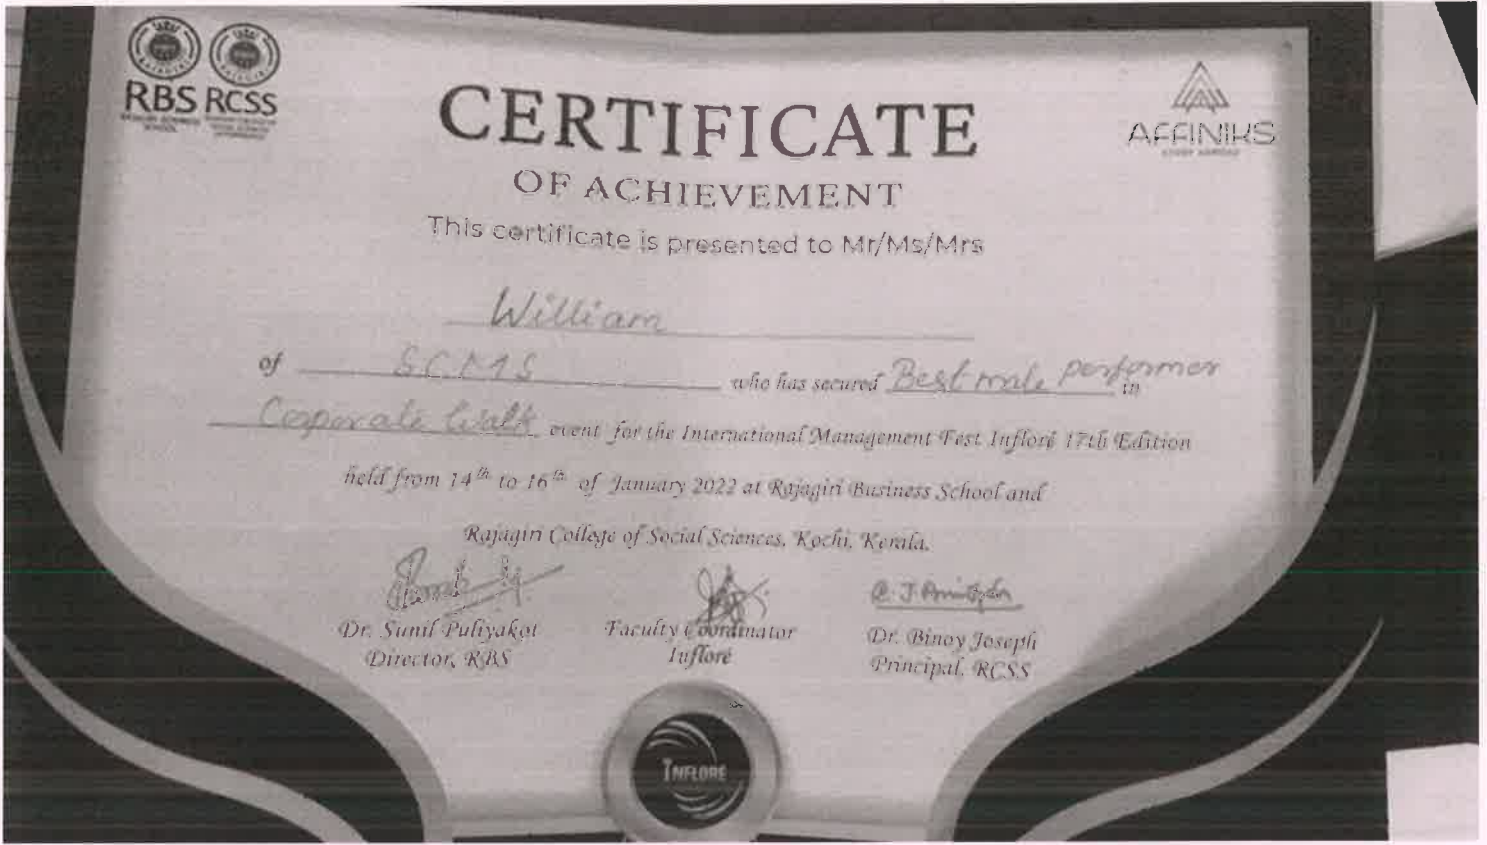 RBS RCSS
AFFINIKS
CERTIFICATE
OF ACHIEVEMENT
This certificate is presented to Mr/Ms/Mrs
William
of SCMS who has secured Best male performer in
Corporate Walk event for the International Management Fest Infloré 17th Edition
held from 14th to 16th of January 2022 at Rajagiri Business School and
Rajagiri College of Social Sciences, Kochi, Kerala.
Dr. Sunil Puliyakot Faculty Coordinator Dr. Binoy Joseph
Director, RBS Infloré Principal, RCSS
INFLORE